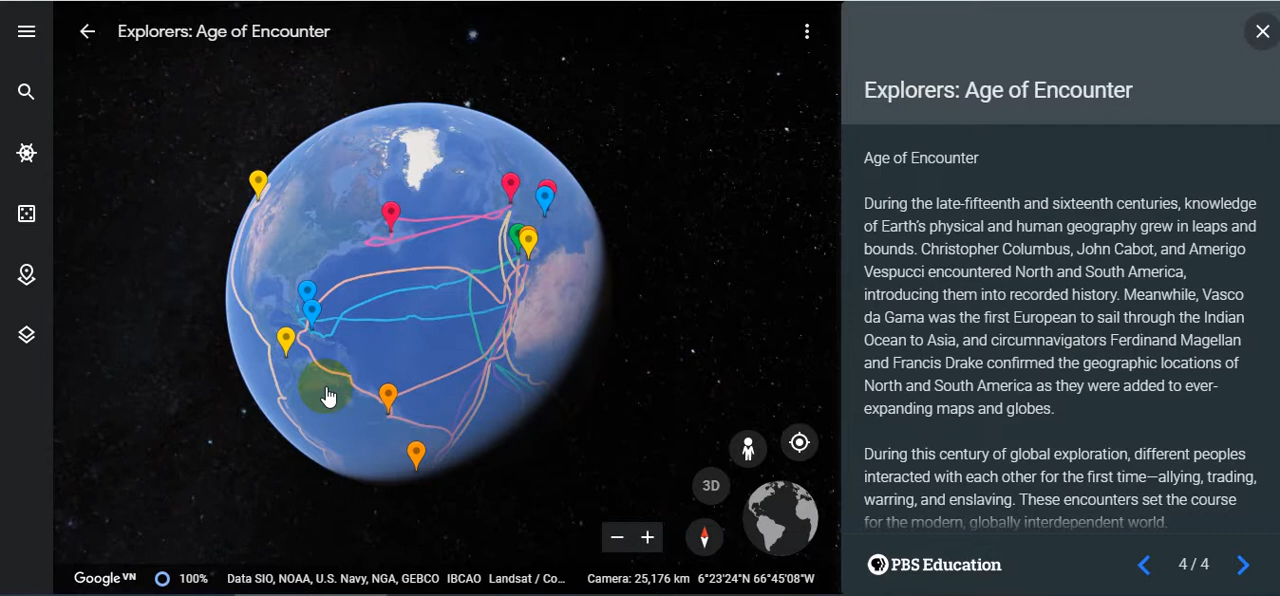 Explorers: Age of Encounter
Explorers: Age of Encounter
Age of Encounter
During the late-fifteenth and sixteenth centuries, knowledge
of Earth's physical and human geography grew in leaps and
bounds. Christopher Columbus, John Cabot, and Amerigo
Vespucci encountered North and South America,
introducing them into recorded history. Meanwhile, Vasco
da Gama was the first European to sail through the Indian
Ocean to Asia, and circumnavigators Ferdinand Magellan
and Francis Drake confirmed the geographic locations of
North and South America as they were added to ever-
expanding maps and globes.
During this century of global exploration, different peoples
interacted with each other for the first time—allying, trading,
warring, and enslaving. These encounters set the course
for the modern, globally interdependent world.
3D
PBS Education
4 / 4
Google VN 100% Data SIO, NOAA, U.S. Navy, NGA, GEBCO IBCAO Landsat / Co... Camera: 25,176 km 6°23'24"N 66°45'08"W